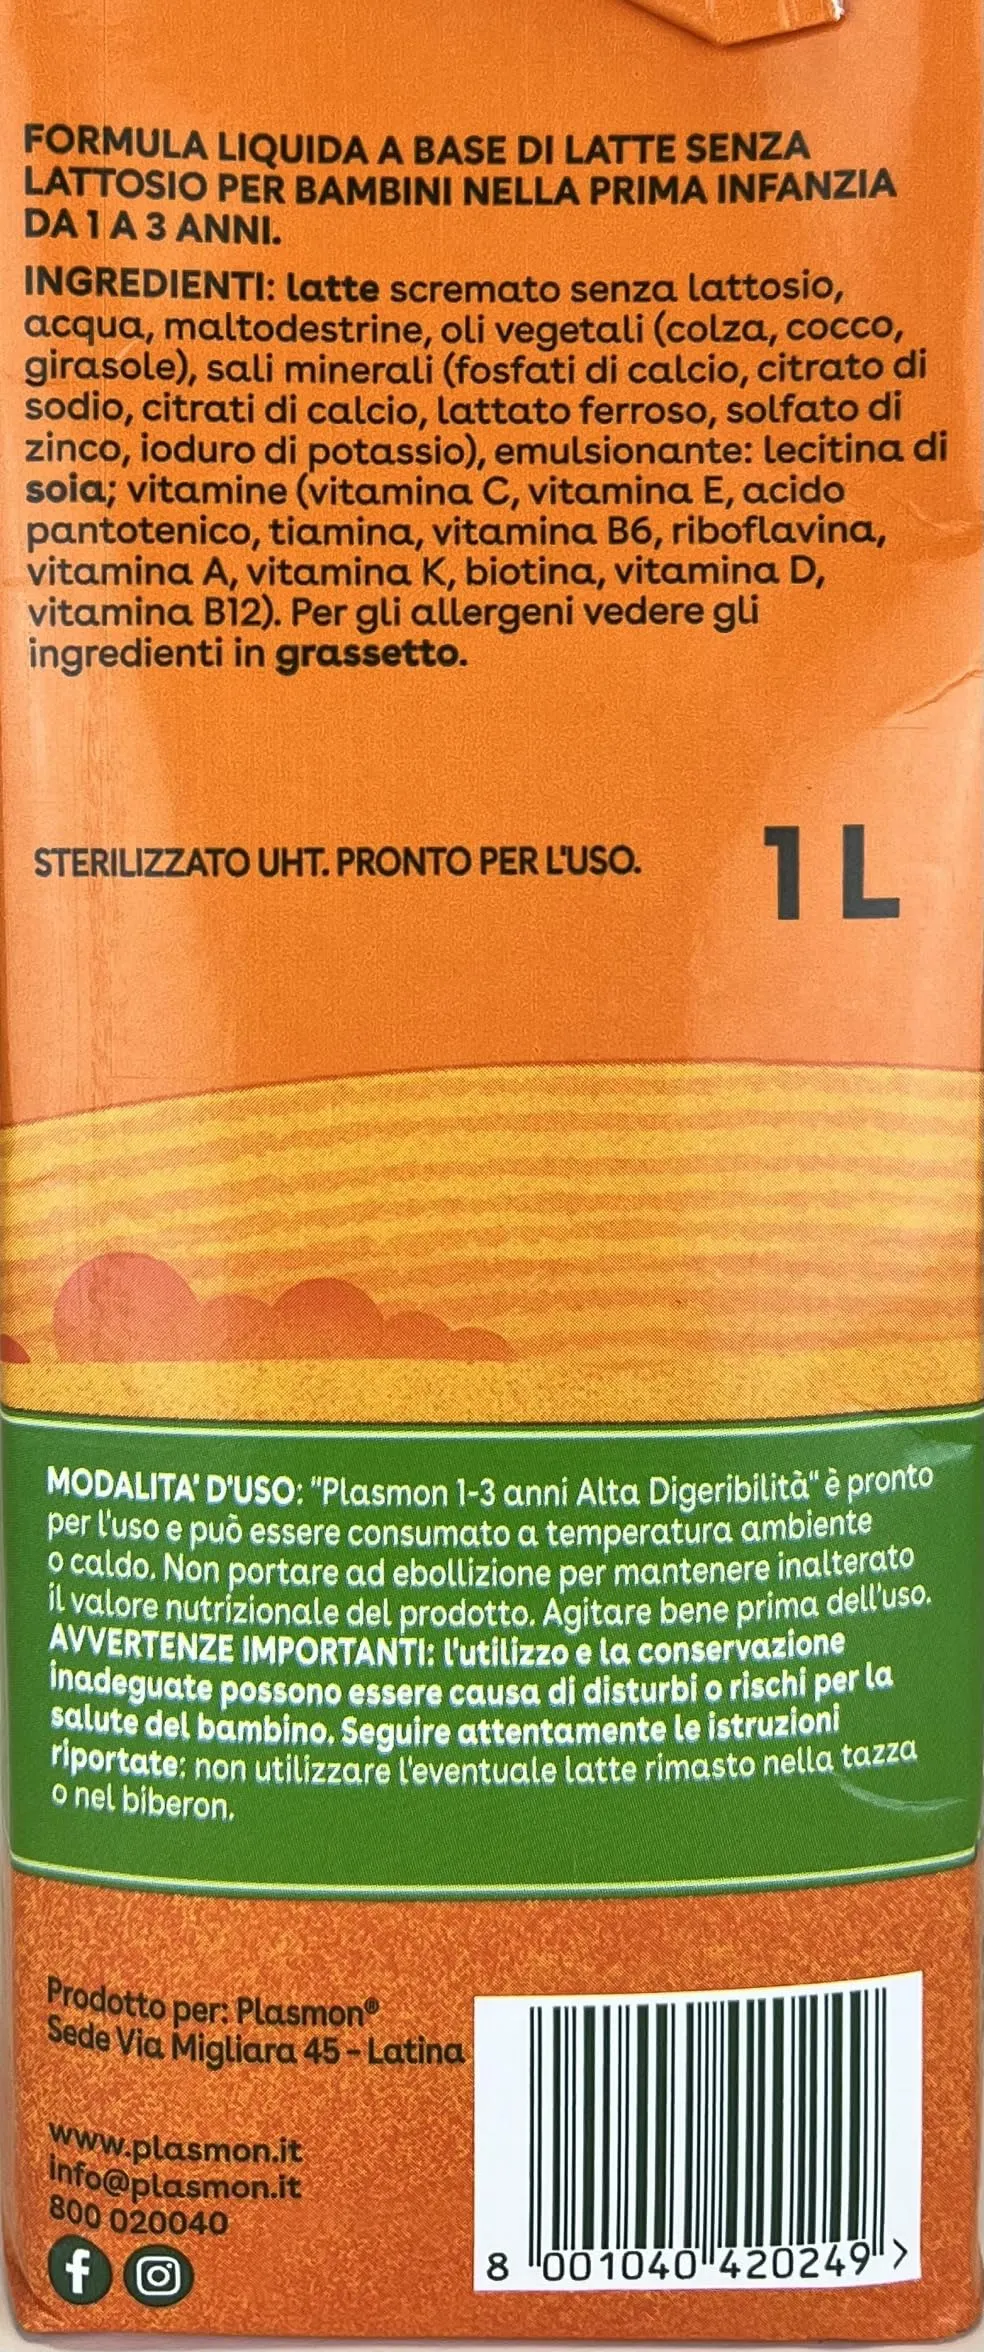 FORMULA LIQUIDA A BASE DI LATTE SENZA
LATTOSIO PER BAMBINI NELLA PRIMA INFANZIA
DA 1 A 3 ANNI.
INGREDIENTI: latte scremato senza lattosio,
acqua, maltodestrine, oli vegetali (colza, cocco,
girasole), sali minerali (fosfati di calcio, citrato di
sodio, citrati di calcio, lattato ferroso, solfato di
zinco, ioduro di potassio), emulsionante: lecitina di
soia; vitamine (vitamina C, vitamina E, acido
pantotenico, tiamina, vitamina B6, riboflavina,
vitamina A, vitamina K, biotina, vitamina D,
vitamina B12). Per gli allergeni vedere gli
ingredienti in grassetto.
STERILIZZATO UHT. PRONTO PER L'USO.
1 L
MODALITA' D'USO: "Plasmon 1-3 anni Alta Digeribilità" è pronto
per l'uso e può essere consumato a temperatura ambiente
o caldo. Non portare ad ebollizione per mantenere inalterato
il valore nutrizionale del prodotto. Agitare bene prima dell'uso.
AVVERTENZE IMPORTANTI: l'utilizzo e la conservazione
inadeguate possono essere causa di disturbi o rischi per la
salute del bambino. Seguire attentamente le istruzioni
riportate: non utilizzare l'eventuale latte rimasto nella tazza
o nel biberon.
Prodotto per: Plasmon®
Sede Via Migliara 45 - Latina
www.plasmon.it
info@plasmon.it
800 020040
8 001040 420249 >